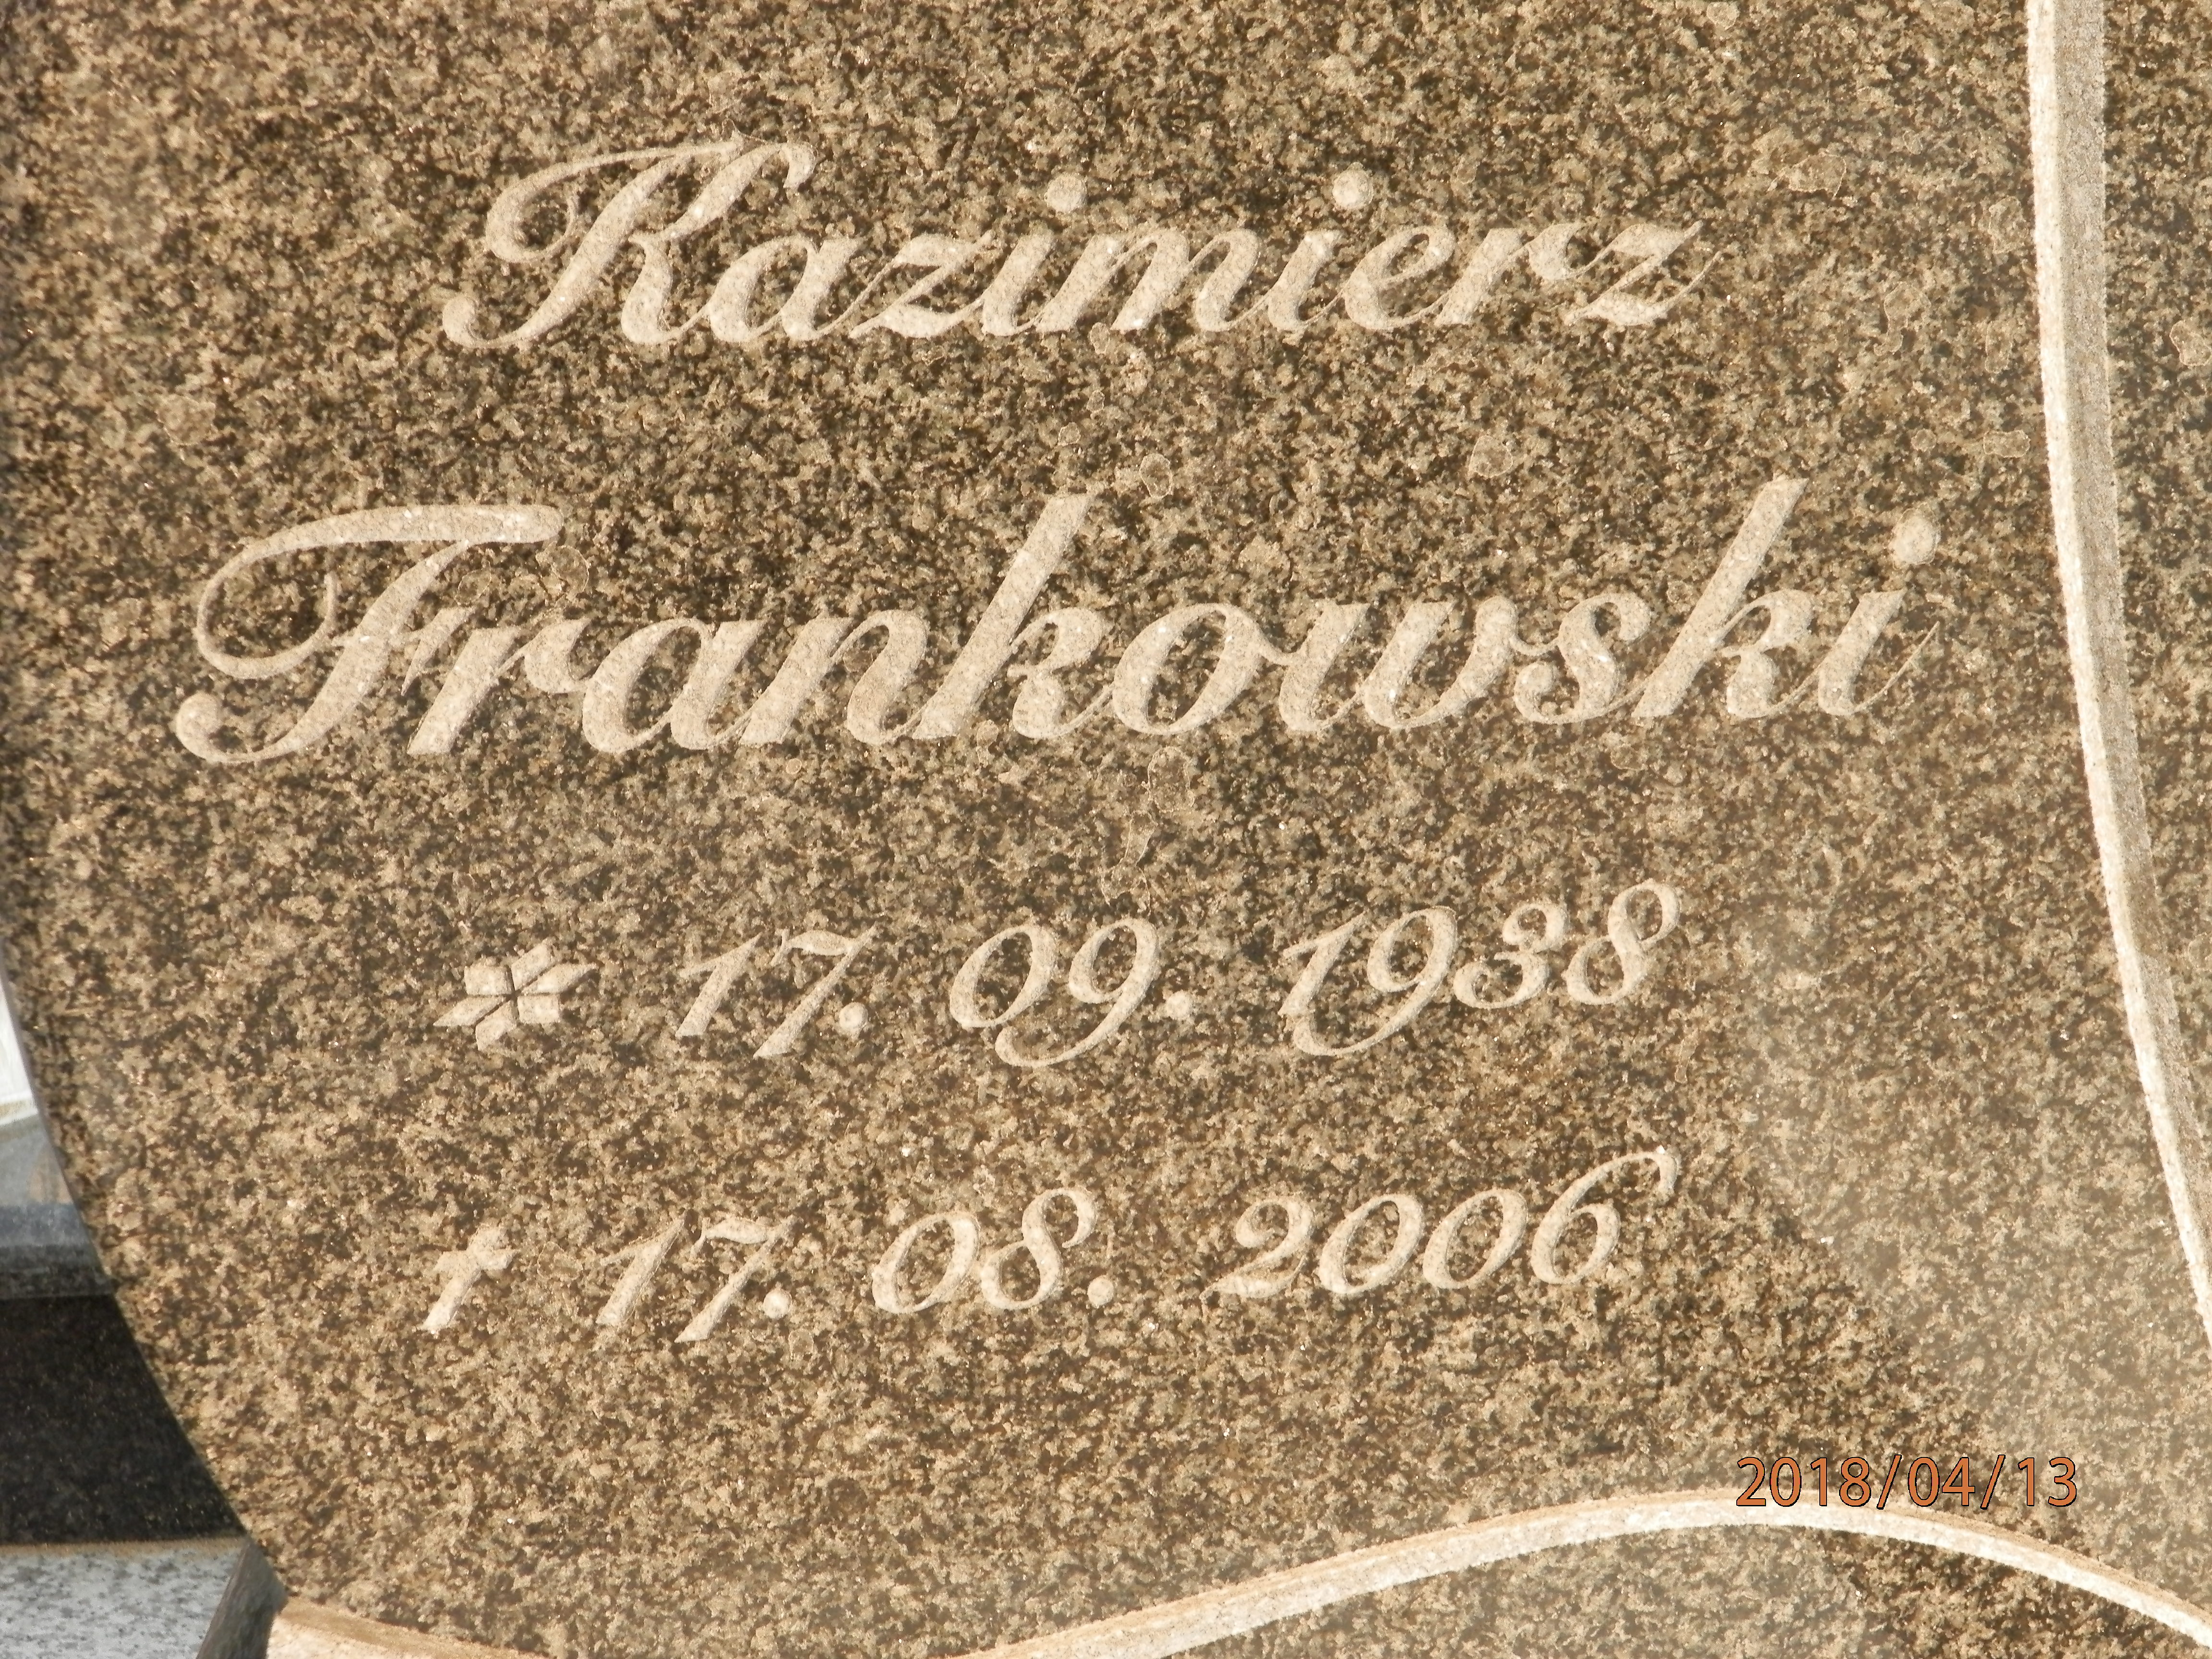 Kazimierz
Frankowski
* 17. 09. 1938
† 17. 08. 2006
2018/04/13